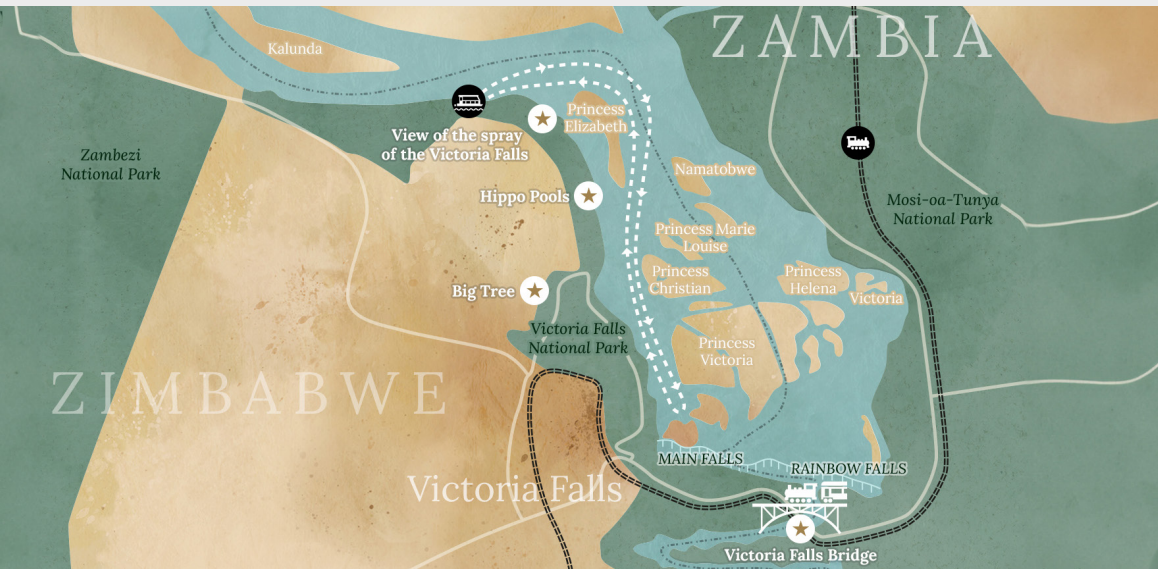 ZAMBIA
Kalunda
Princess
Elizabeth
View of the spray
of the Victoria Falls
Zambezi
National Park
Namatobwe
Hippo Pools
Mosi-oa-Tunya
National Park
Princess Marie
Louise
Princess
Christian
Princess
Helena
Victoria
Big Tree
Victoria Falls
National Park
Princess
Victoria
ZIMBABWE
MAIN FALLS
RAINBOW FALLS
Victoria Falls
Victoria Falls Bridge